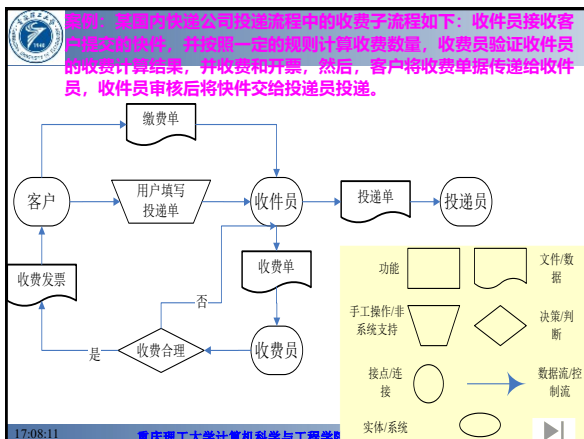 案例：某国内快递公司投递流程中的收费子流程如下：收件员接收客
户提交的快件，并按照一定的规则计算收费数量，收费员验证收件员
的收费计算结果，并收费和开票，然后，客户将收费单据传递给收件
员，收件员审核后将快件交给投递员投递。
缴费单
客户
用户填写
投递单
收件员
投递单
投递员
收费发票
收费单
否
是
收费合理
收费员
功能
文件/数
据
手工操作/非
系统支持
决策/判
断
接点/连
接
数据流/控
制流
实体/系统
17:08:11
重庆理工大学计算机科学与工程学院
1940